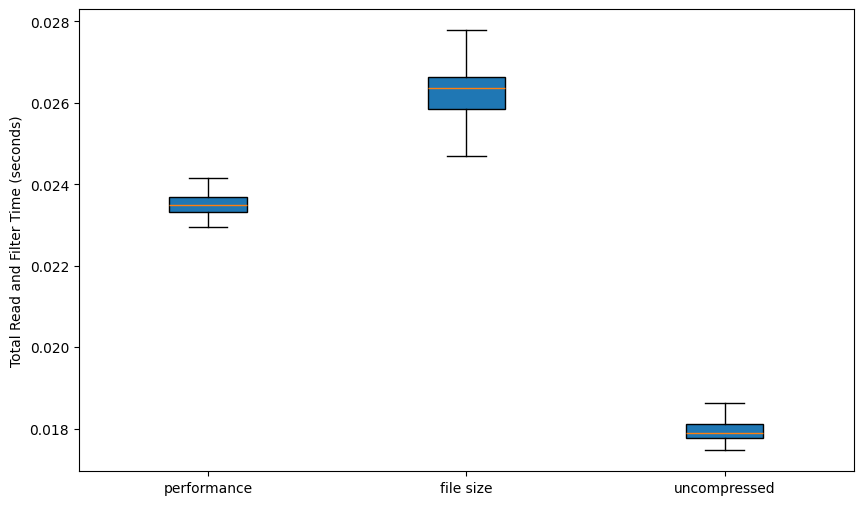 Total Read and Filter Time (seconds)
0.028
0.026
0.024
0.022
0.020
0.018
performance
file size
uncompressed